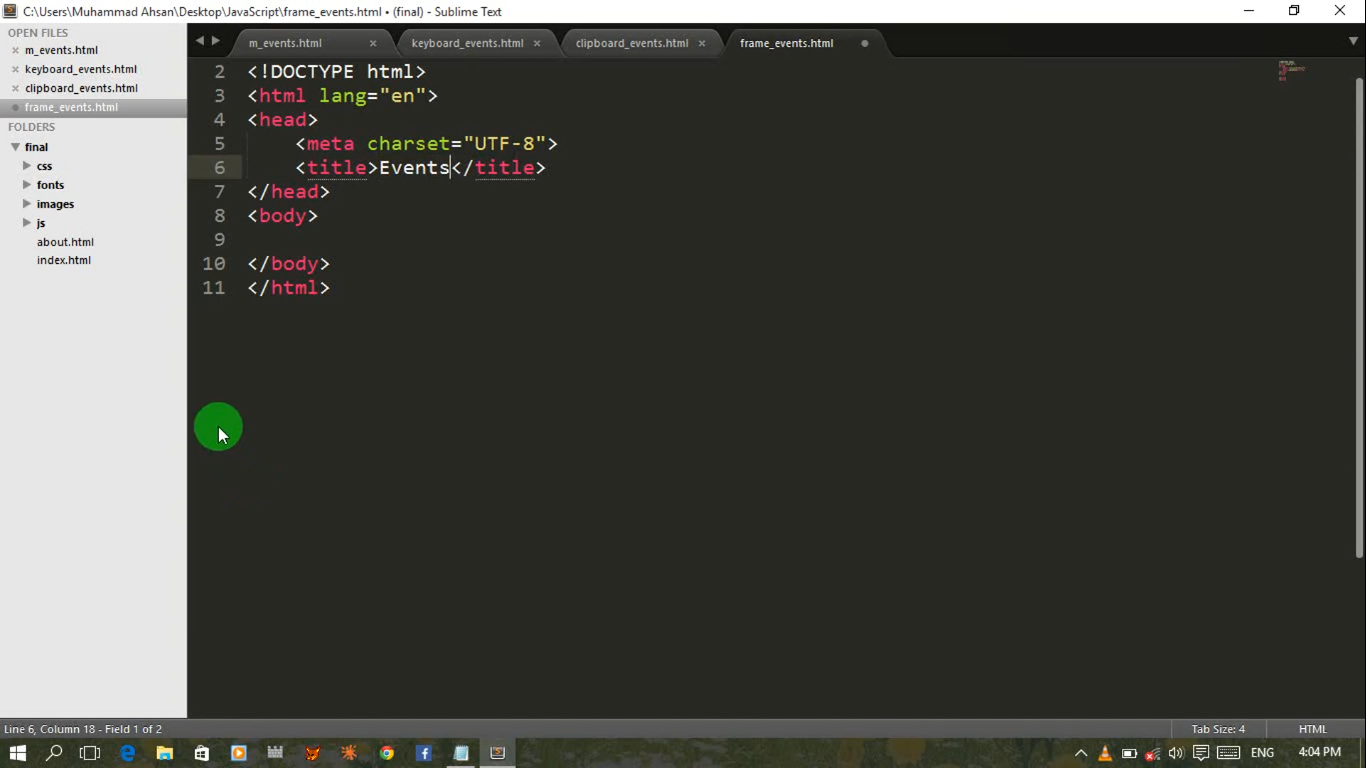 C:\Users\Muhammad Ahsan\Desktop\JavaScript\frame_events.html • (final) - Sublime Text
OPEN FILES
m_events.html
keyboard_events.html
clipboard_events.html
frame_events.html
FOLDERS
final
css
fonts
images
js
about.html
index.html
m_events.html
keyboard_events.html
clipboard_events.html
frame_events.html
2 <!DOCTYPE html>
3 <html lang="en">
4 <head>
5 <meta charset="UTF-8">
6 <title>Events</title>
7 </head>
8 <body>
9
10 </body>
11 </html>
Line 6, Column 18 - Field 1 of 2
Tab Size: 4
HTML
ENG
4:04 PM